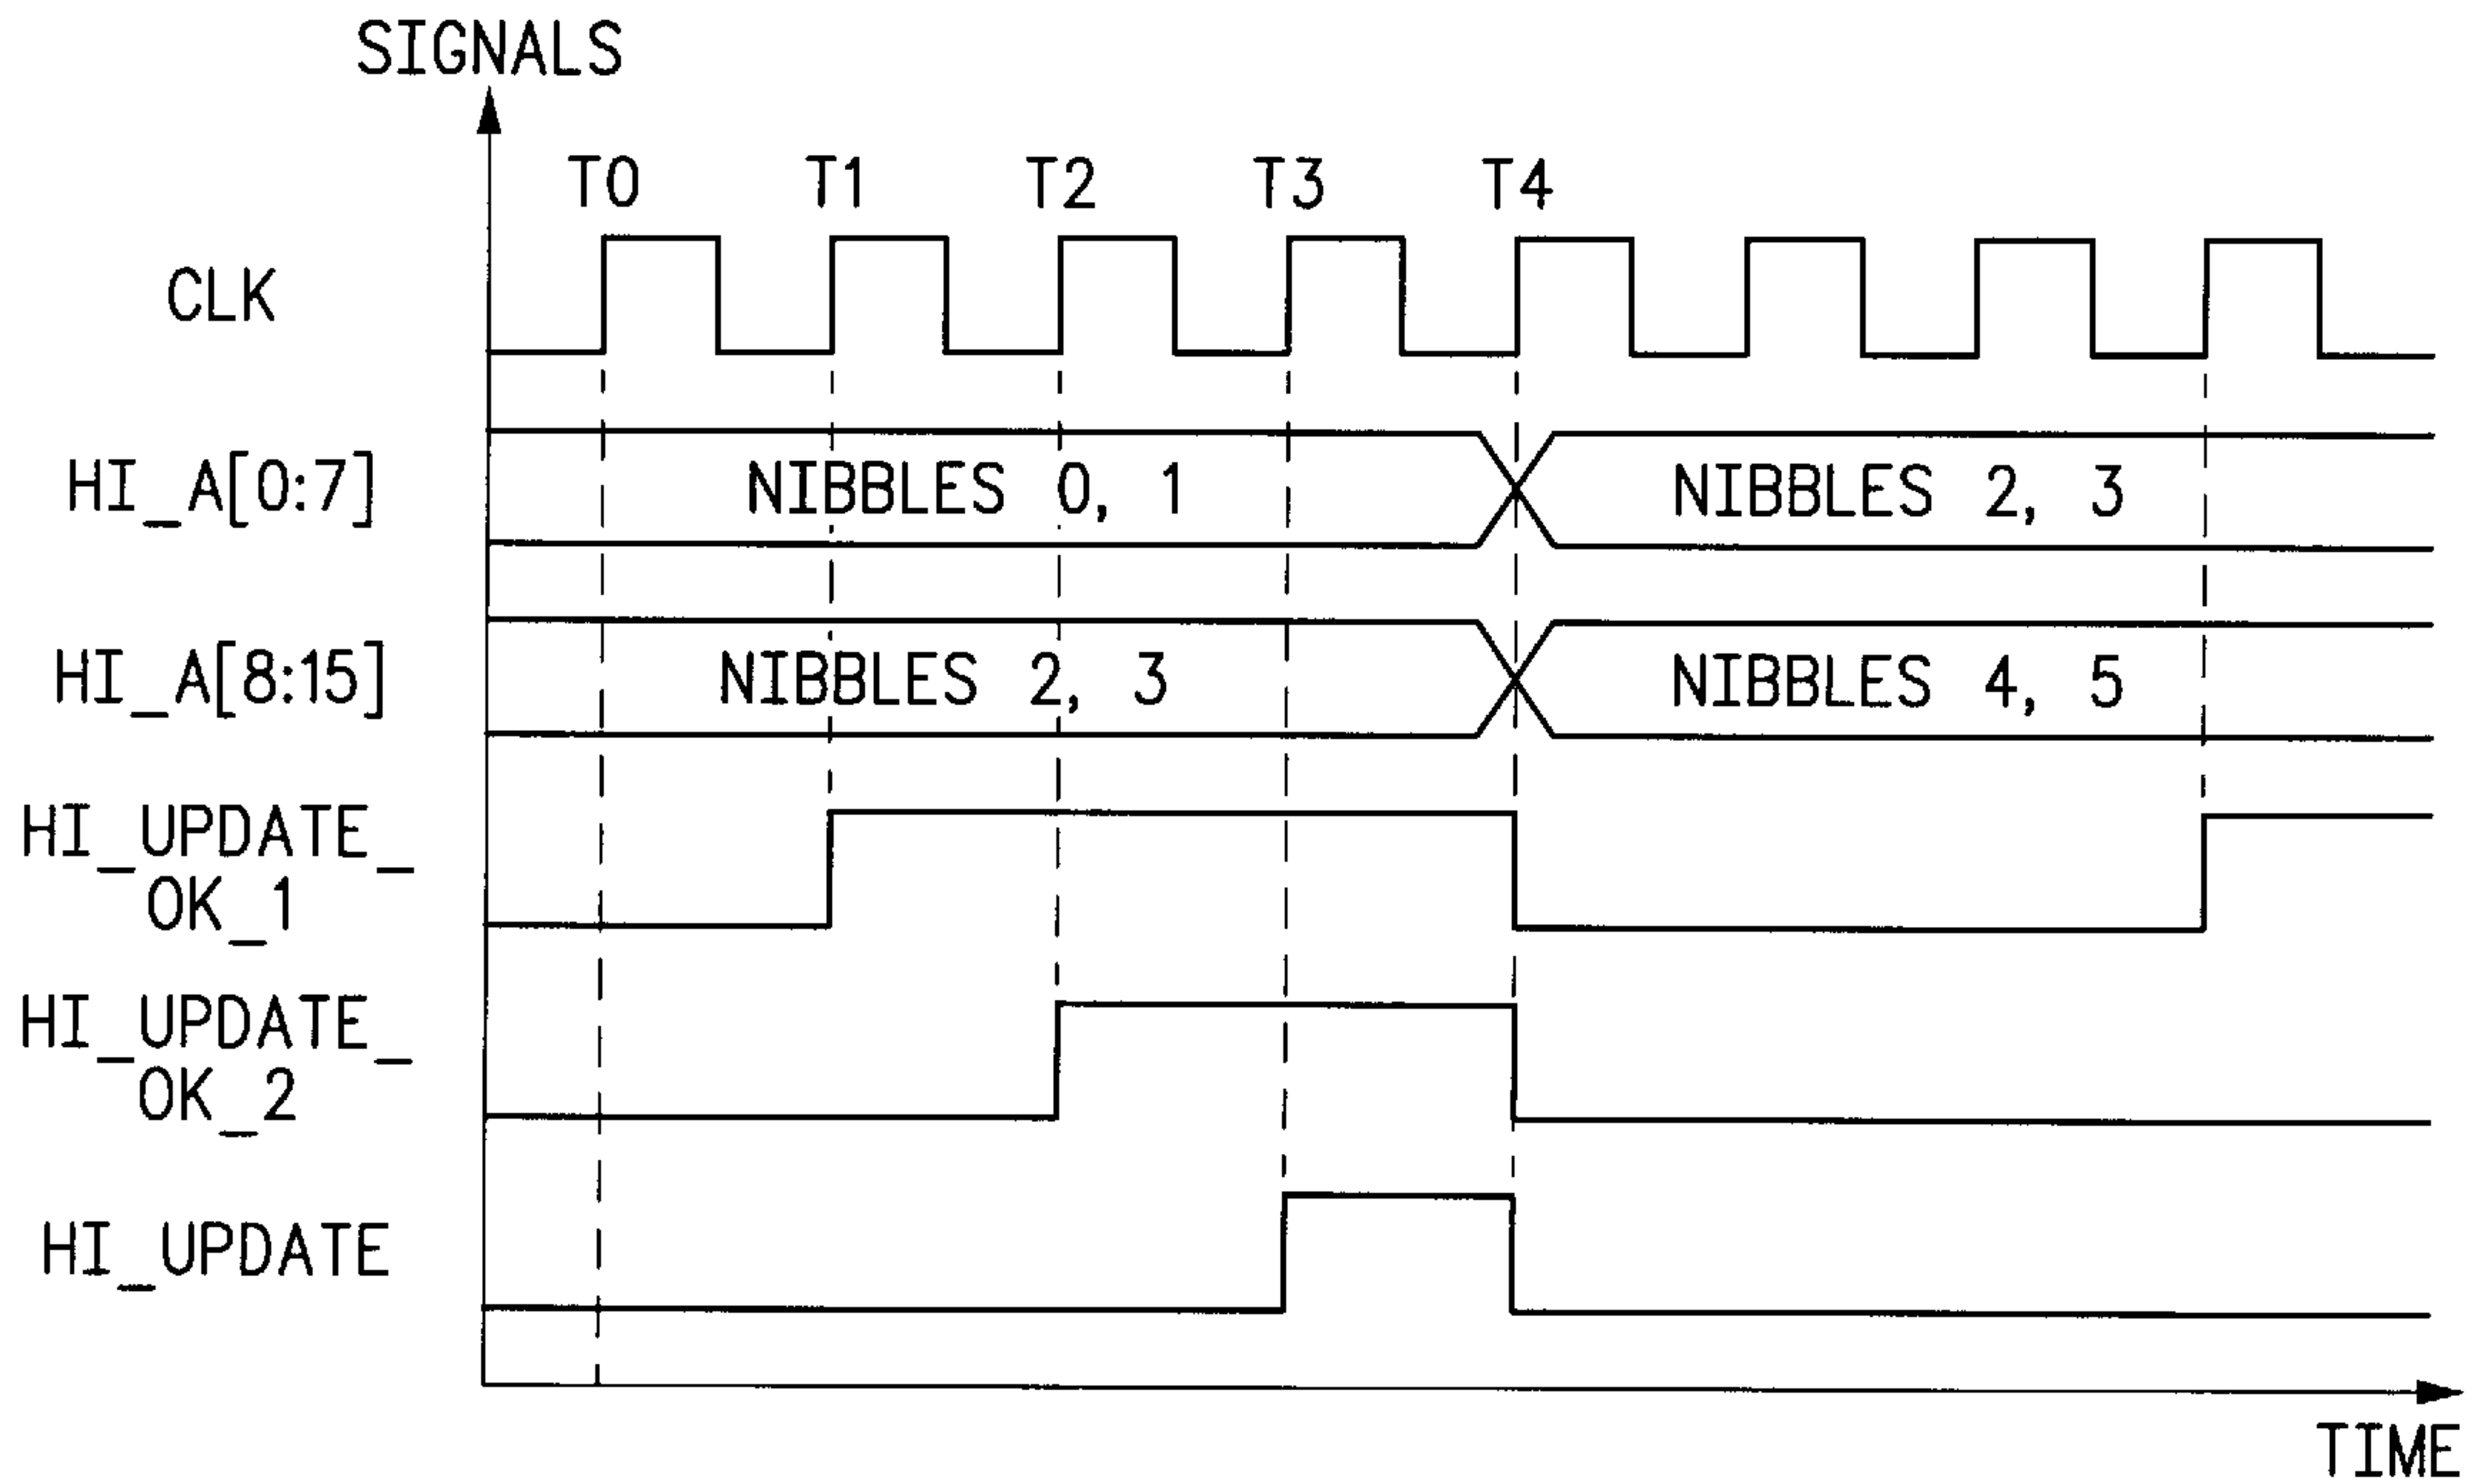 SIGNALS
T0 T1 T2 T3 T4
CLK
HI_A[0:7] NIBBLES 0, 1 NIBBLES 2, 3
HI_A[8:15] NIBBLES 2, 3 NIBBLES 4, 5
HI_UPDATE_
OK_1
HI_UPDATE_
OK_2
HI_UPDATE
TIME